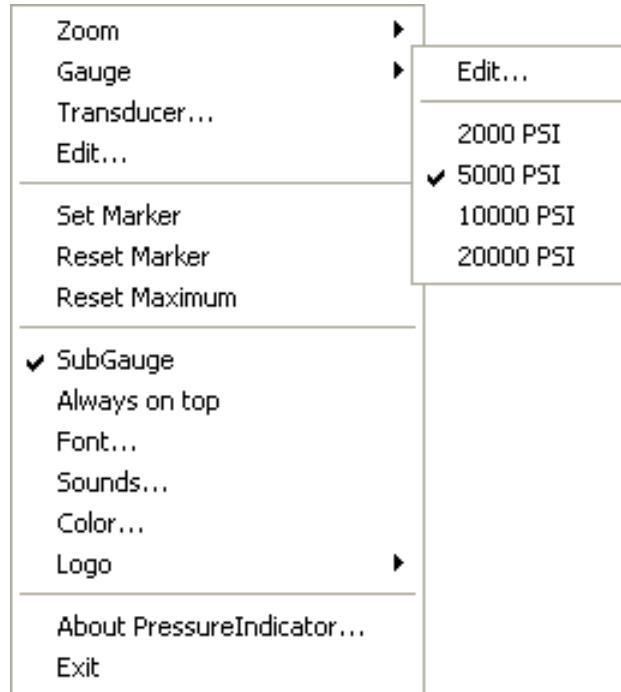 Zoom
Gauge
Transducer...
Edit...
Set Marker
Reset Marker
Reset Maximum
SubGauge
Always on top
Font...
Sounds...
Color...
Logo
About PressureIndicator...
Exit
Edit...
2000 PSI
5000 PSI
10000 PSI
20000 PSI